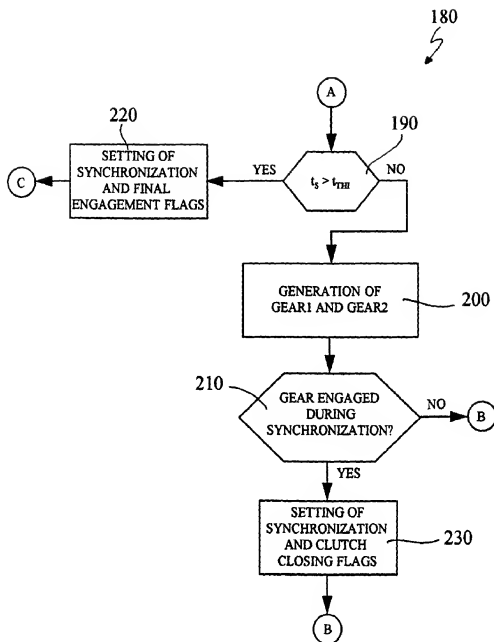 180
A
220
190
SETTING OF
SYNCHRONIZATION
AND FINAL
ENGAGEMENT FLAGS
C
YES
tS > tTHI
NO
GENERATION OF
GEAR1 AND GEAR2
200
210
GEAR ENGAGED
DURING
SYNCHRONIZATION?
NO
B
YES
SETTING OF
SYNCHRONIZATION
AND CLUTCH
CLOSING FLAGS
230
B